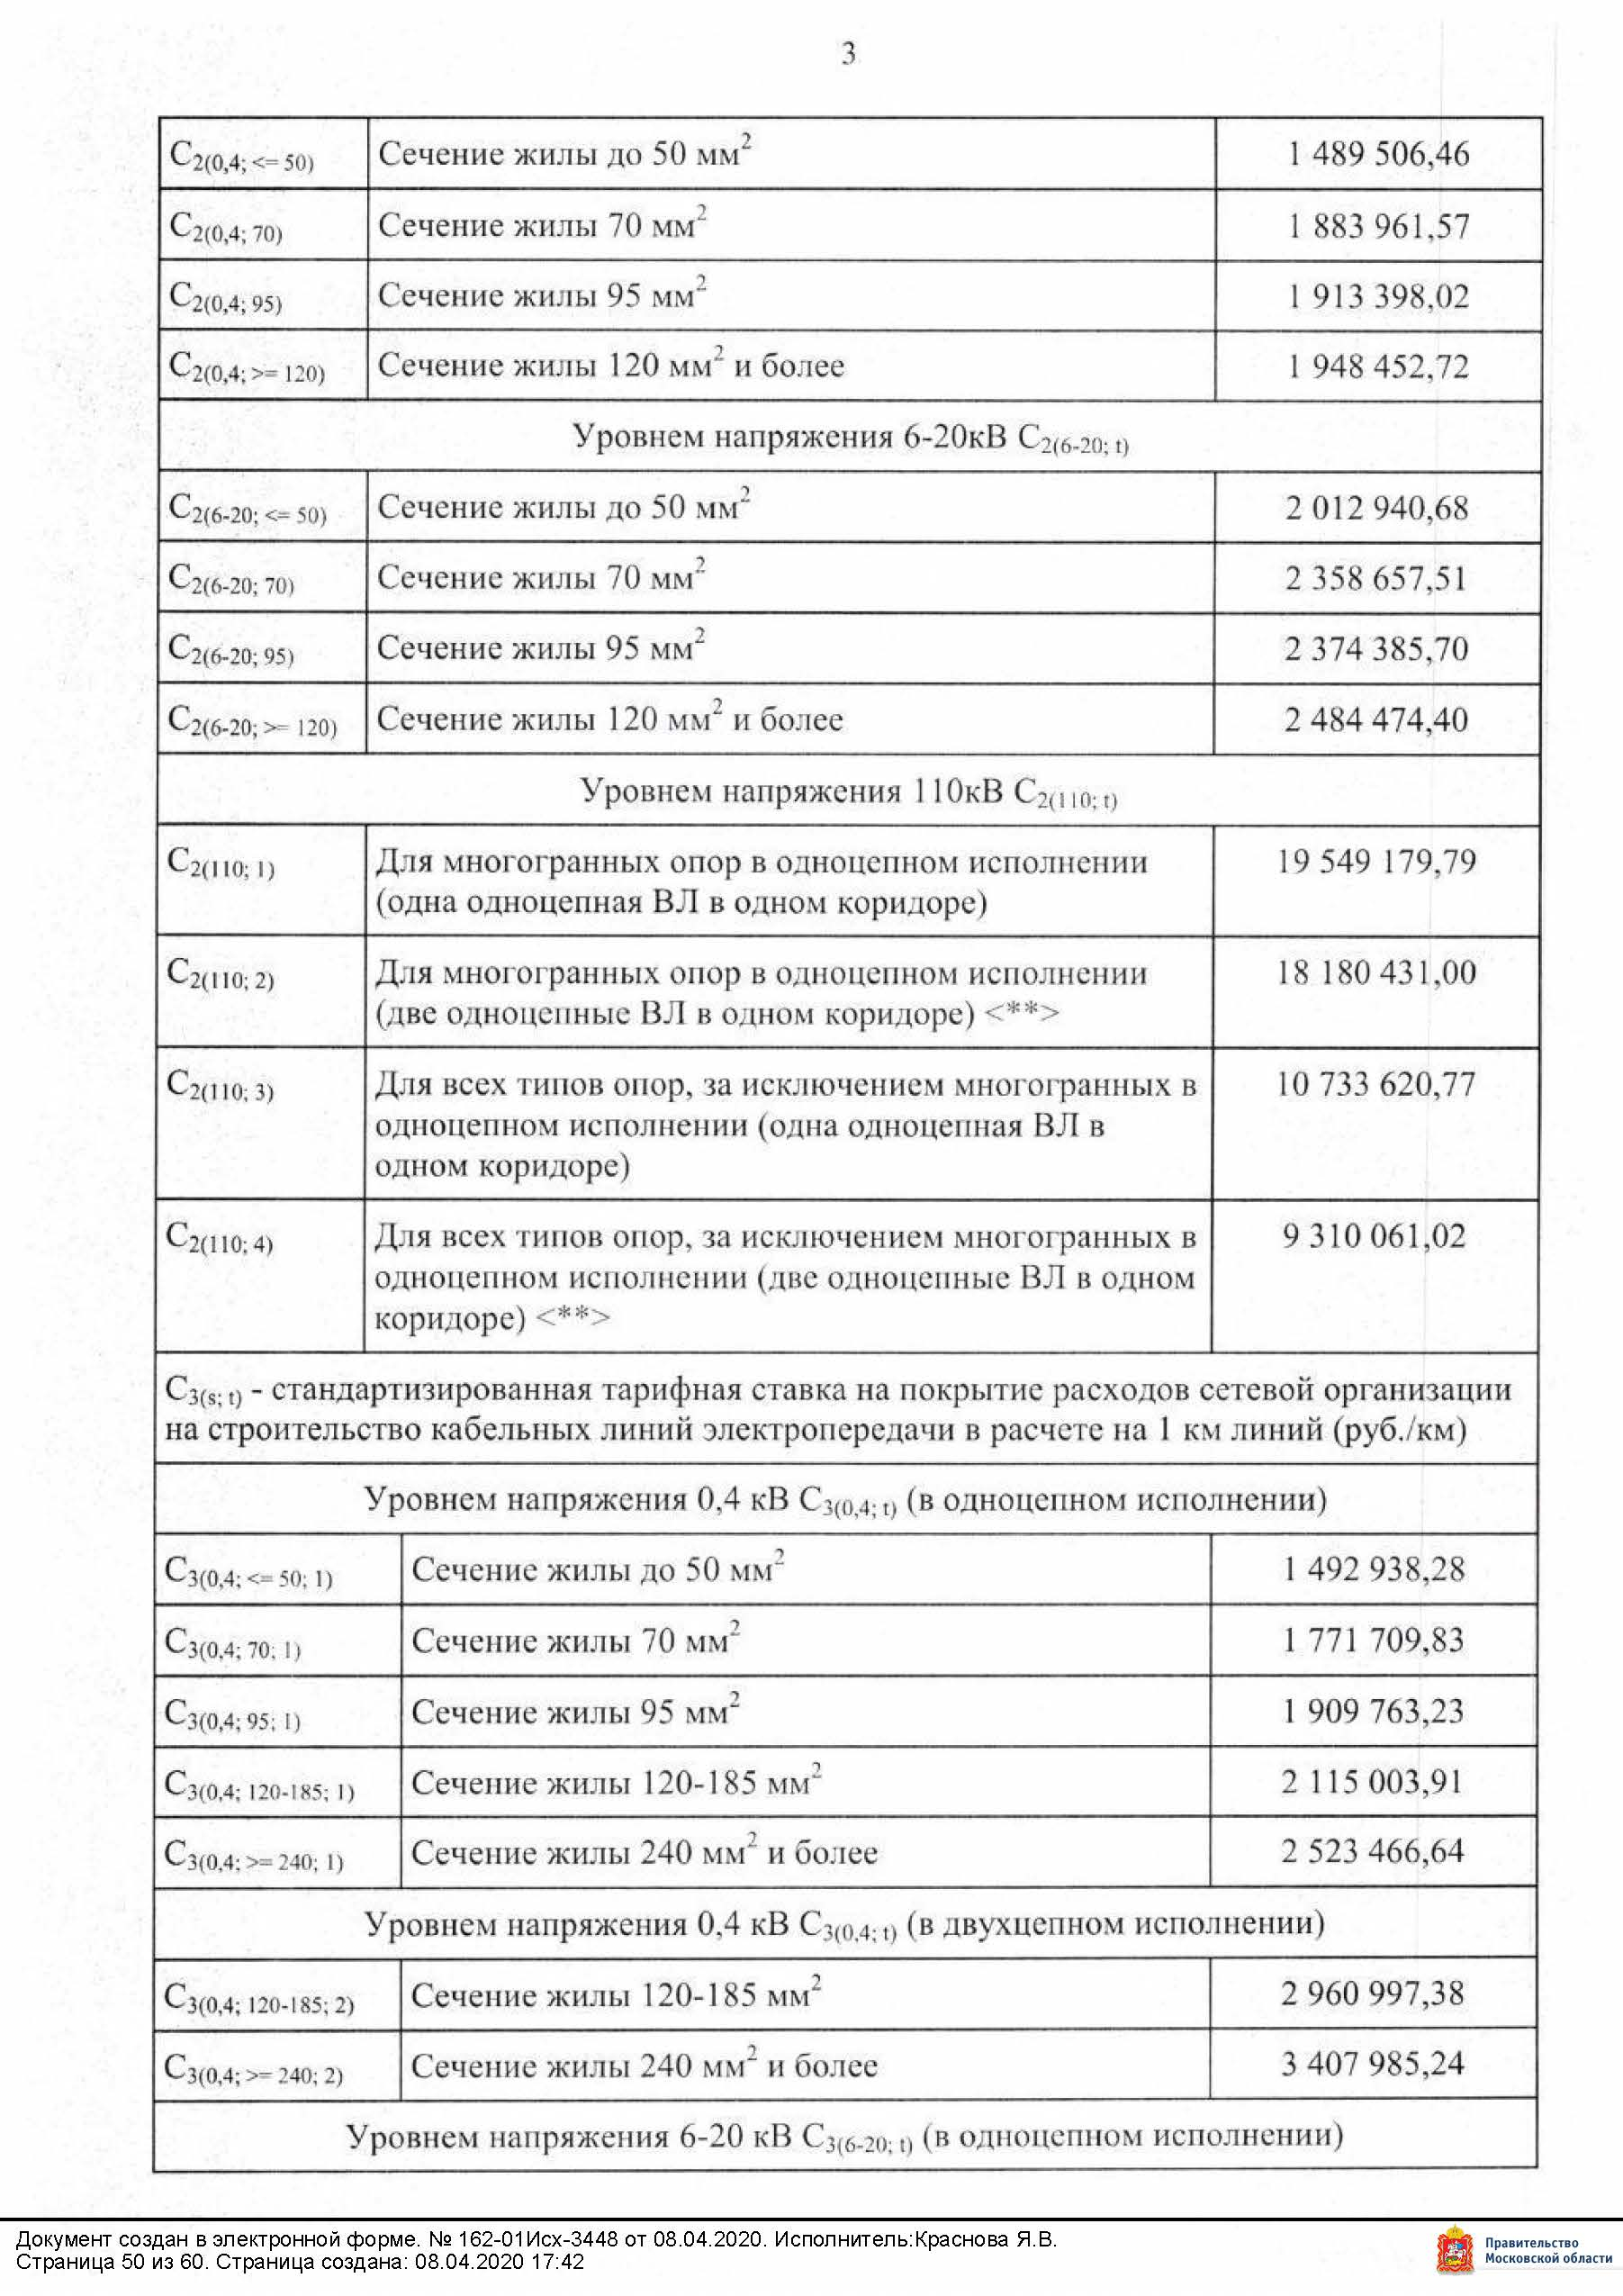 3
C2(0,4; <= 50) Сечение жилы до 50 мм² 1 489 506,46
C2(0,4; 70) Сечение жилы 70 мм² 1 883 961,57
C2(0,4; 95) Сечение жилы 95 мм² 1 913 398,02
C2(0,4; >= 120) Сечение жилы 120 мм² и более 1 948 452,72
Уровнем напряжения 6-20кВ C2(6-20; t)
C2(6-20; <= 50) Сечение жилы до 50 мм² 2 012 940,68
C2(6-20; 70) Сечение жилы 70 мм² 2 358 657,51
C2(6-20; 95) Сечение жилы 95 мм² 2 374 385,70
C2(6-20; >= 120) Сечение жилы 120 мм² и более 2 484 474,40
Уровнем напряжения 110кВ C2(110; t)
C2(110; 1) Для многогранных опор в одноцепном исполнении 19 549 179,79
(одна одноцепная ВЛ в одном коридоре)
C2(110; 2) Для многогранных опор в одноцепном исполнении 18 180 431,00
(две одноцепные ВЛ в одном коридоре) <**>
C2(110; 3) Для всех типов опор, за исключением многогранных в 10 733 620,77
одноцепном исполнении (одна одноцепная ВЛ в
одном коридоре)
C2(110; 4) Для всех типов опор, за исключением многогранных в 9 310 061,02
одноцепном исполнении (две одноцепные ВЛ в одном
коридоре) <**>
C3(s; t) - стандартизированная тарифная ставка на покрытие расходов сетевой организации
на строительство кабельных линий электропередачи в расчете на 1 км линий (руб./км)
Уровнем напряжения 0,4 кВ C3(0,4; t) (в одноцепном исполнении)
C3(0,4; <= 50; 1) Сечение жилы до 50 мм² 1 492 938,28
C3(0,4; 70; 1) Сечение жилы 70 мм² 1 771 709,83
C3(0,4; 95; 1) Сечение жилы 95 мм² 1 909 763,23
C3(0,4; 120-185; 1) Сечение жилы 120-185 мм² 2 115 003,91
C3(0,4; >= 240; 1) Сечение жилы 240 мм² и более 2 523 466,64
Уровнем напряжения 0,4 кВ C3(0,4; t) (в двухцепном исполнении)
C3(0,4; 120-185; 2) Сечение жилы 120-185 мм² 2 960 997,38
C3(0,4; >= 240; 2) Сечение жилы 240 мм² и более 3 407 985,24
Уровнем напряжения 6-20 кВ C3(6-20; t) (в одноцепном исполнении)
Документ создан в электронной форме. № 162-01Исх-3448 от 08.04.2020. Исполнитель:Краснова Я.В.
Страница 50 из 60. Страница создана: 08.04.2020 17:42
Правительство
Московской области